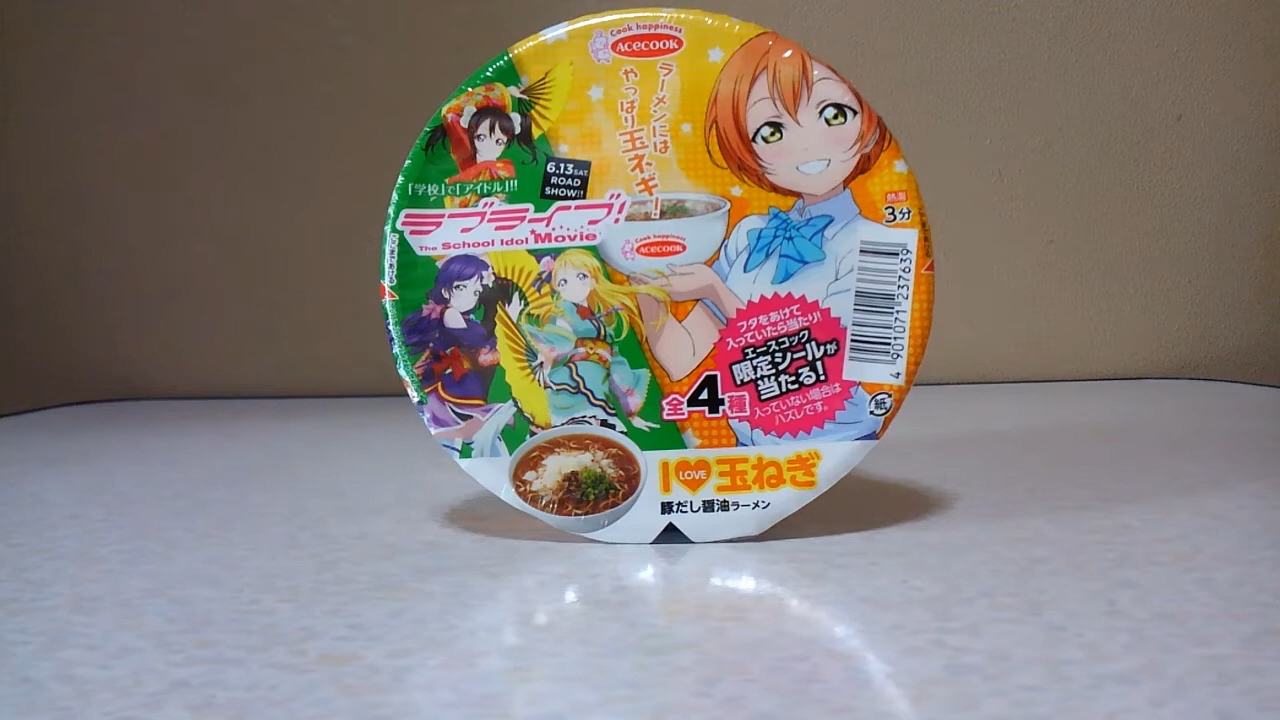 Cook happiness
ACECOOK
ラーメンには
やっぱり玉ネギ!
6.13 SAT.
ROAD
SHOW!!
「学校」で「アイドル」!!
ラブライブ!
The School Idol Movie
Cook happiness
ACECOOK
熱湯
3分
4 901071 237639
フタをあけて
入っていたら当たり!
エースコック
限定シールが
当たる!
入っていない場合は
ハズレです。
全4種
紙
I LOVE 玉ねぎ
豚だし醤油ラーメン